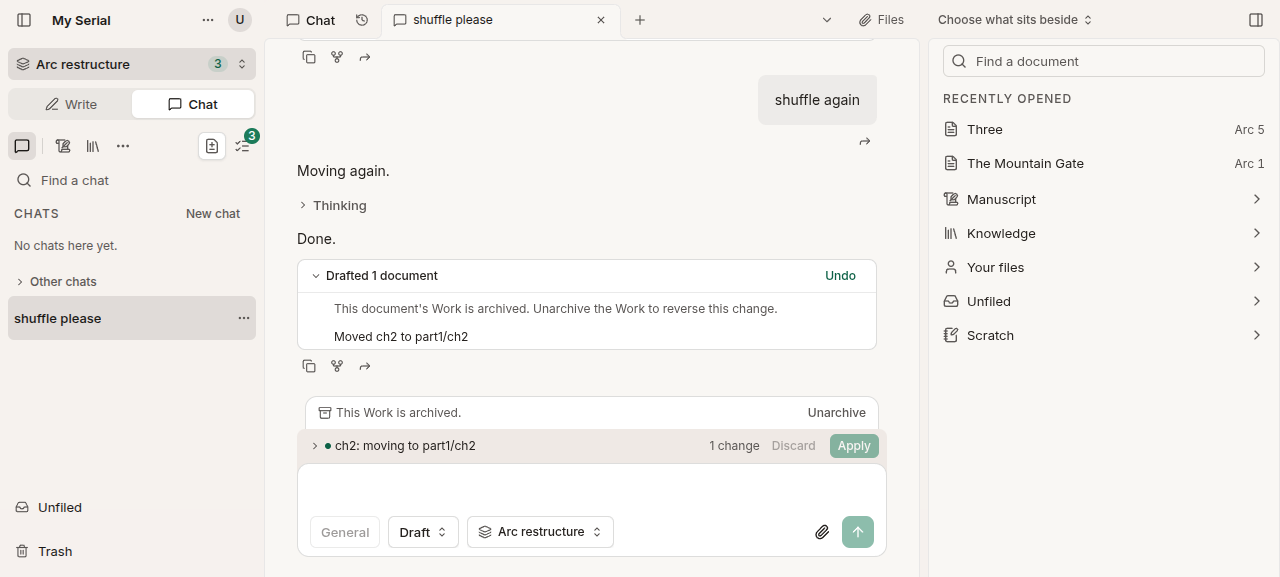 My Serial
U
Chat
shuffle please
Files
Choose what sits beside
Arc restructure
3
Write
Chat
3
Find a chat
CHATS
New chat
No chats here yet.
Other chats
shuffle please
Unfiled
Trash
shuffle again
Moving again.
Thinking
Done.
Drafted 1 document
Undo
This document's Work is archived. Unarchive the Work to reverse this change.
Moved ch2 to part1/ch2
This Work is archived.
Unarchive
ch2: moving to part1/ch2
1 change
Discard
Apply
General
Draft
Arc restructure
Find a document
RECENTLY OPENED
Three
Arc 5
The Mountain Gate
Arc 1
Manuscript
Knowledge
Your files
Unfiled
Scratch